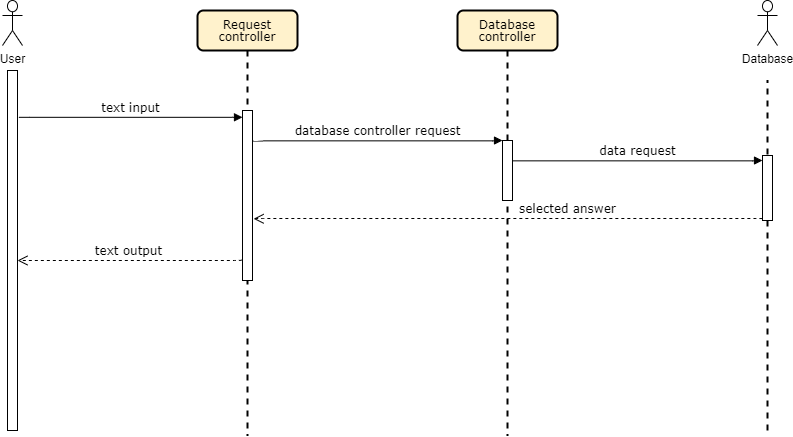 Request
controller
Database
controller
User
Database
text input
database controller request
data request
selected answer
text output